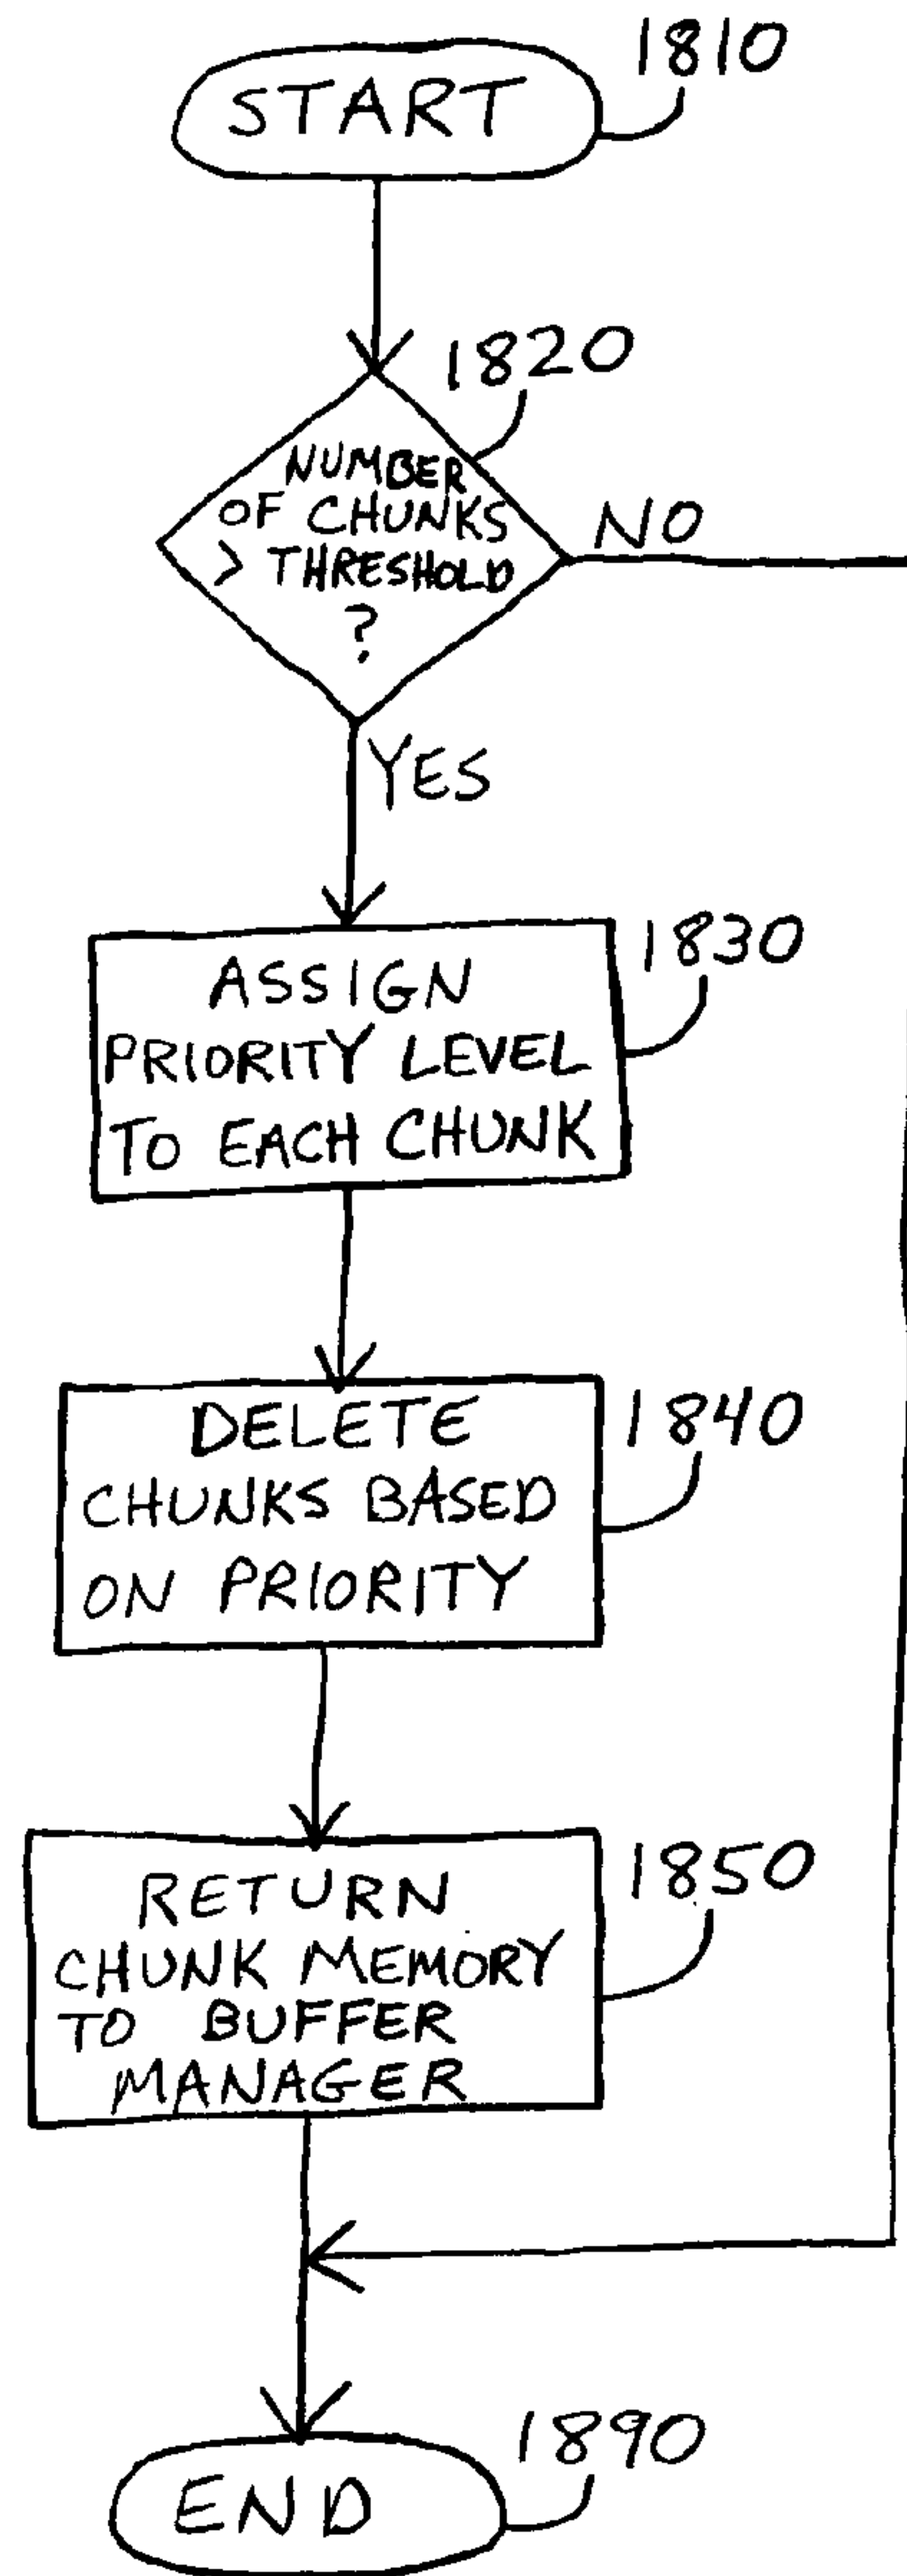 1810
START
1820
NUMBER
OF CHUNKS
> THRESHOLD
?
NO
YES
1830
ASSIGN
PRIORITY LEVEL
TO EACH CHUNK
1840
DELETE
CHUNKS BASED
ON PRIORITY
1850
RETURN
CHUNK MEMORY
TO BUFFER
MANAGER
1890
END